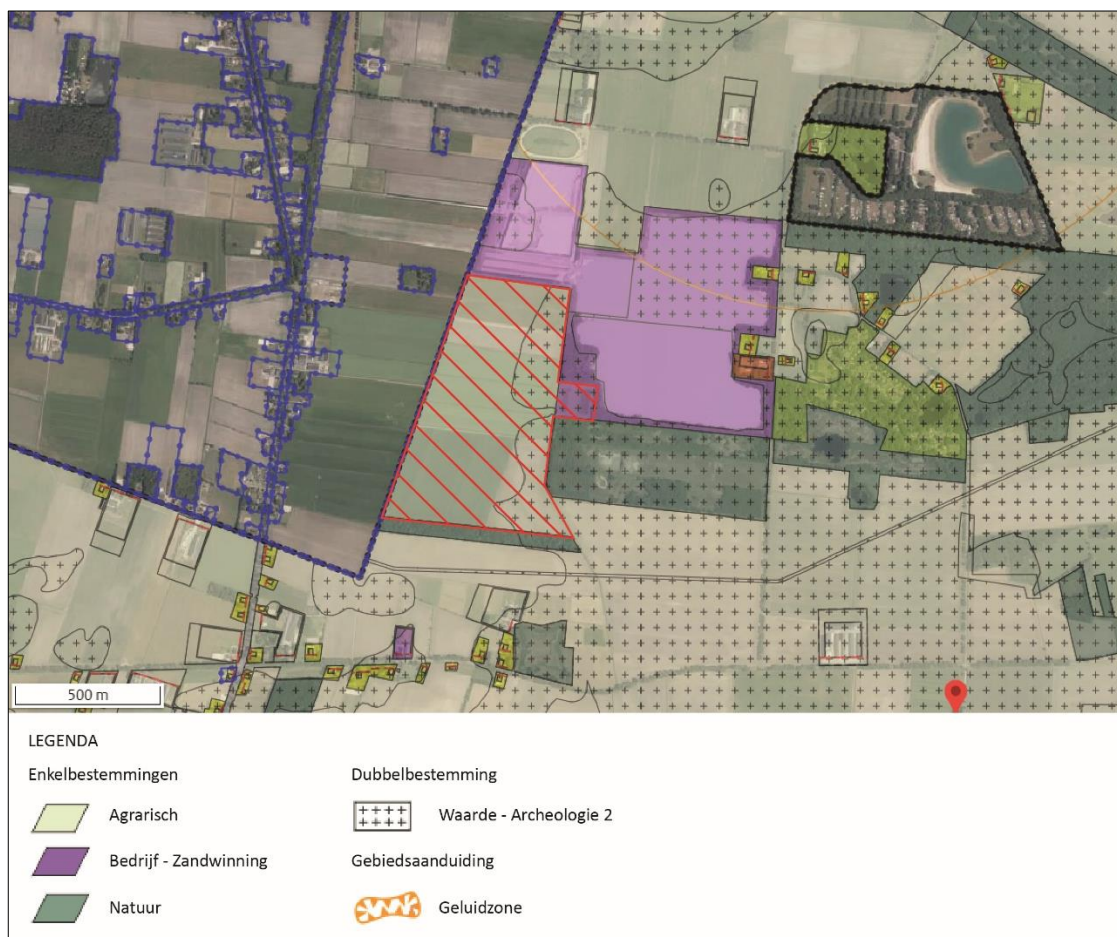 500 m
LEGENDA
Enkelbestemmingen
Dubbelbestemming
Agrarisch
Waarde - Archeologie 2
Bedrijf - Zandwinning
Gebiedsaanduiding
Natuur
Geluidzone